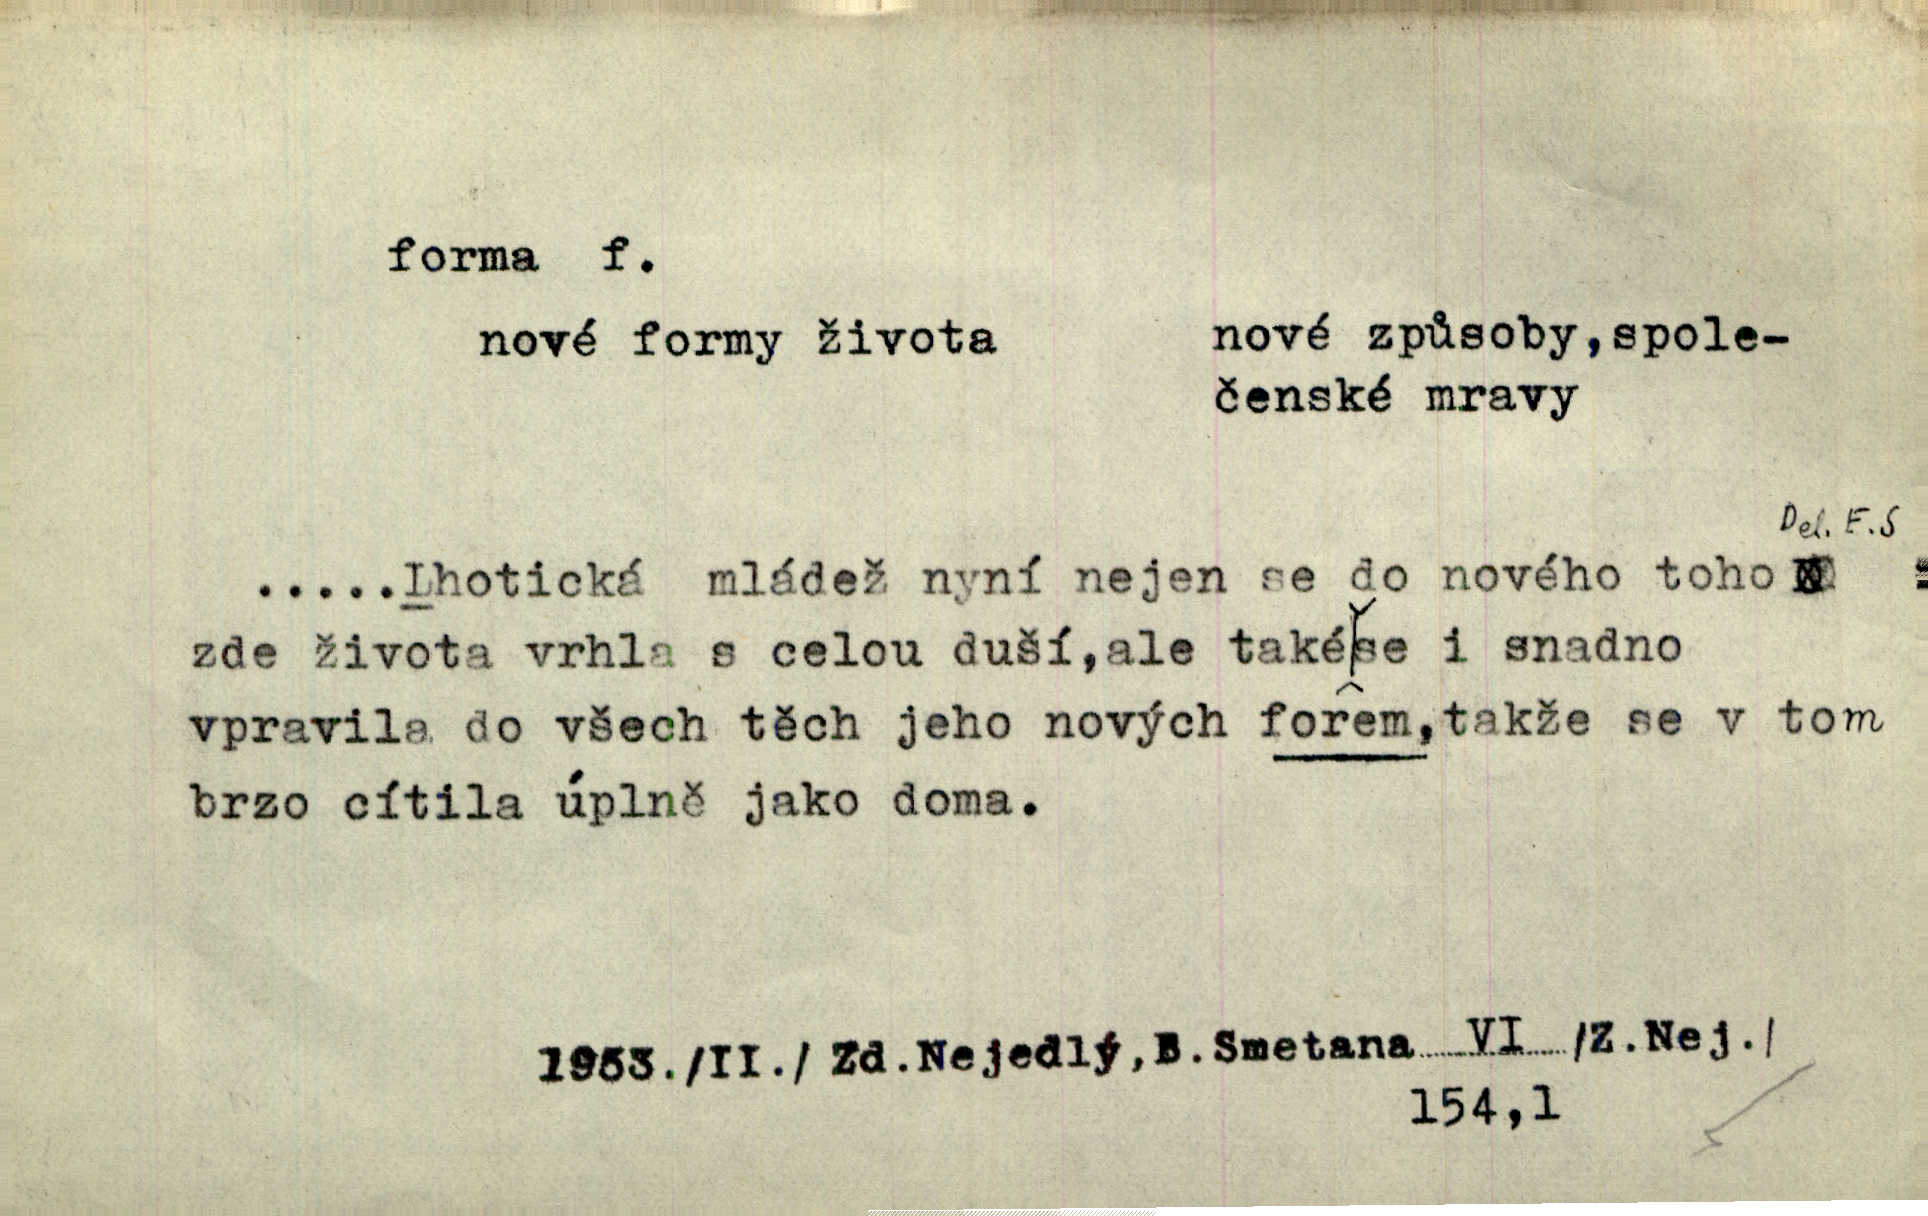 forma f.
nové formy života nové způsoby,spole-
čenské mravy
Del. F.S
.....Lhotická mládež nyní nejen se do nového toho
zde života vrhla s celou duší,ale také se i snadno
vpravila do všech těch jeho nových forem,takže se v tom
brzo cítila úplně jako doma.
1953./II./ Zd.Nejedlý,B.Smetana VI /Z.Nej./
154,1